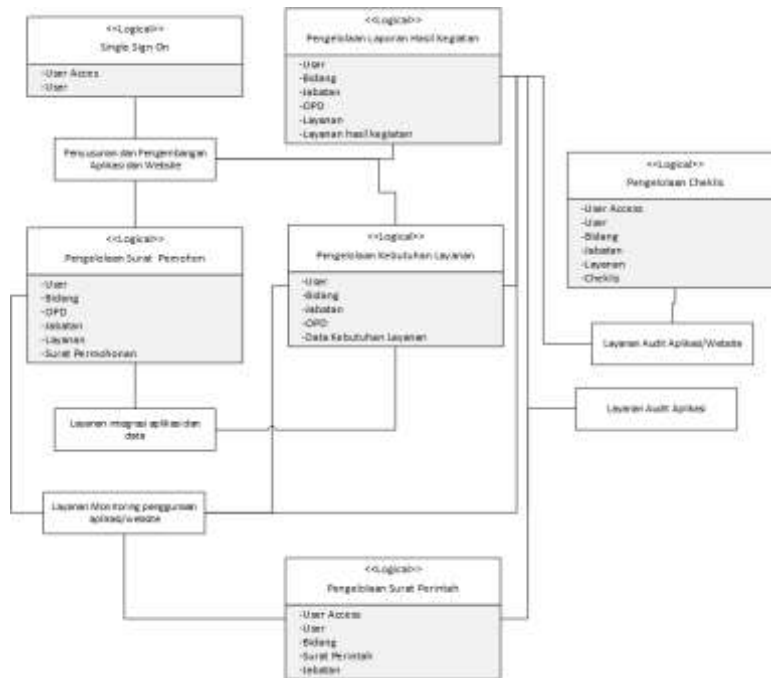 <<Logical>>
Single Sign On
-User Acces
-User
<<Logical>>
Pengelolaan Laporan Hasil Kegiatan
-User
-Bidang
-Jabatan
-OPD
-Layanan
-Layanan hasil kegiatan
Penyusunan dan Pengembangan
Aplikasi dan Website
<<Logical>>
Pengelolaan Cheklis
-User Access
-User
-Bidang
-Jabatan
-Layanan
-Cheklis
<<Logical>>
Pengelolaan Surat
-User
-Bidang
-OPD
-Jabatan
-Layanan
-Surat Permohonan
<<Logical>>
Pengelolaan Kebutuhan Layanan
-User
-Bidang
-Jabatan
-OPD
-Data Kebutuhan Layanan
Layanan Audit Aplikasi/Website
Layanan Audit Aplikasi
Layanan integrasi aplikasi dan
data
Layanan Monitoring penggunaan
aplikasi/website
<<Logical>>
Pengelolaan Surat Perintah
-User Access
-User
-Bidang
-Surat Perintah
-Jabatan